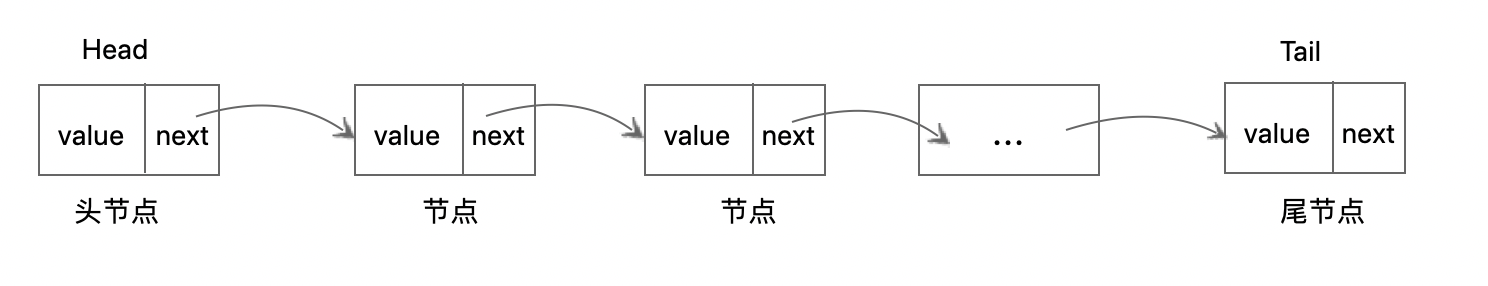 Head
Tail
value next
value next
value next
...
value next
头节点
节点
节点
尾节点